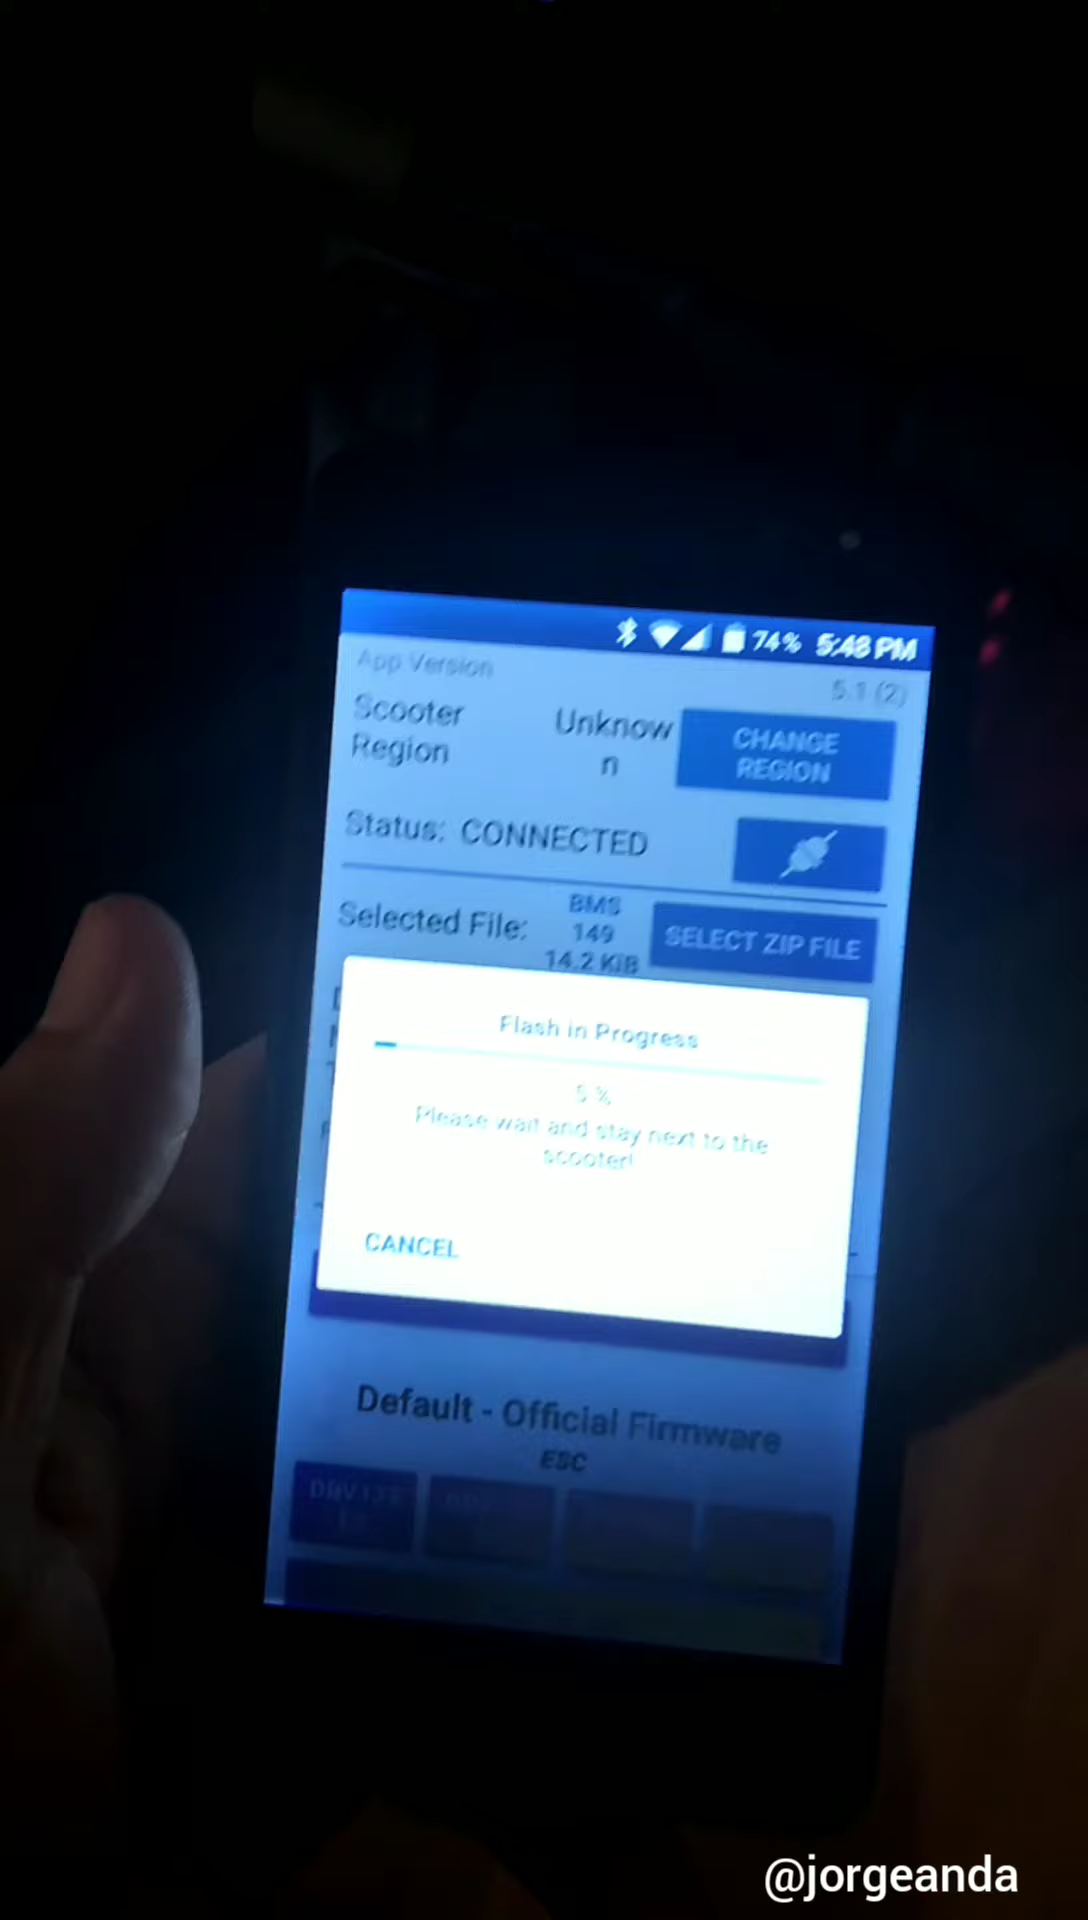 74% 5:48 PM
App Version 5.1 (2)
Scooter Region
Unknown
CHANGE REGION
Status: CONNECTED
Selected File:
BMS
149
14.2 KiB
SELECT ZIP FILE
Flash in Progress
5 %
Please wait and stay next to the
scooter!
CANCEL
Default - Official Firmware
ESC
@jorgeanda